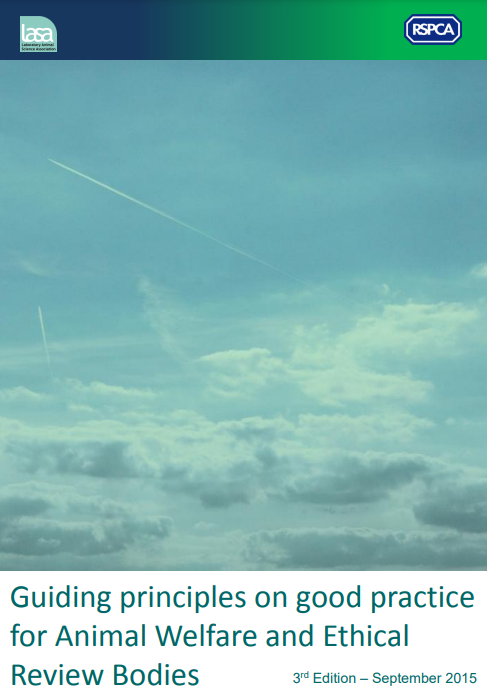 lasa
Laboratory Animal
Science Association
RSPCA
Guiding principles on good practice
for Animal Welfare and Ethical
Review Bodies
3rd Edition – September 2015